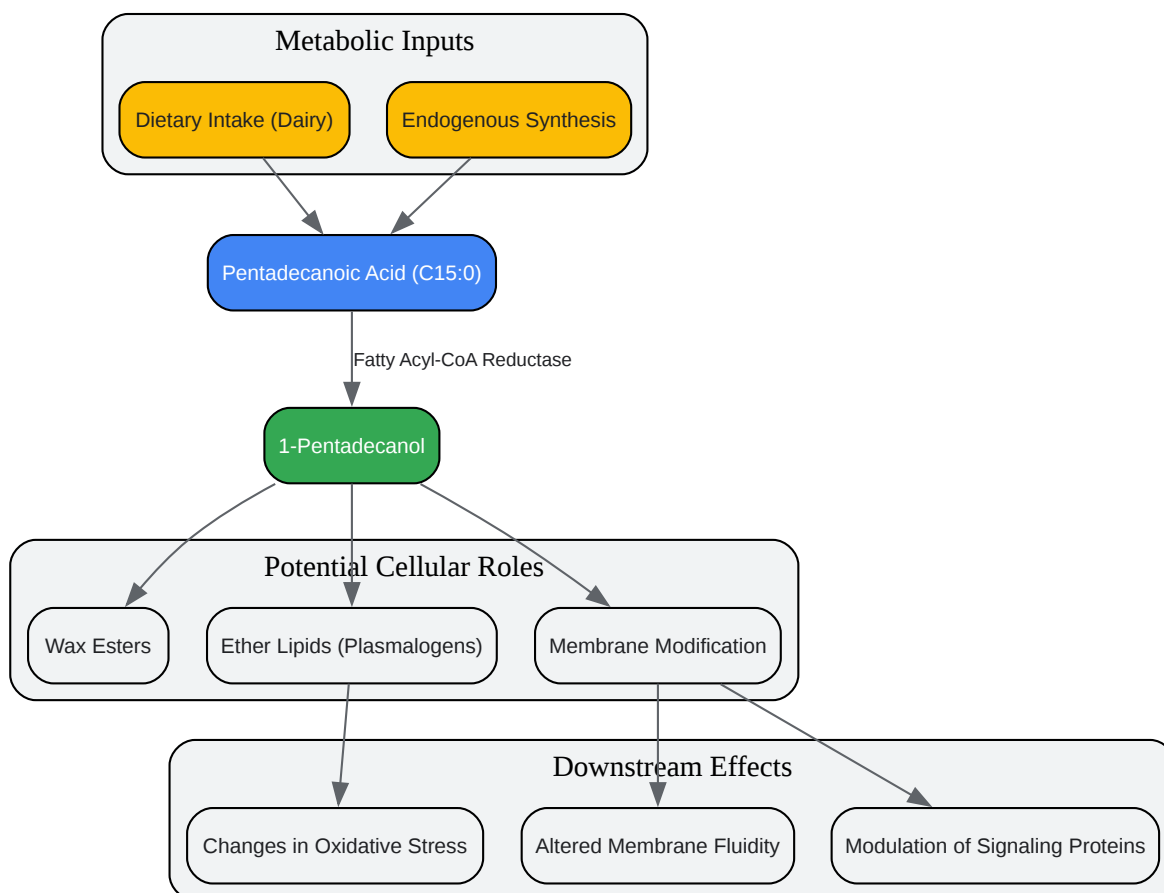 Metabolic Inputs
Dietary Intake (Dairy)
Endogenous Synthesis
Pentadecanoic Acid (C15:0)
Fatty Acyl-CoA Reductase
1-Pentadecanol
Potential Cellular Roles
Wax Esters
Ether Lipids (Plasmalogens)
Membrane Modification
Downstream Effects
Changes in Oxidative Stress
Altered Membrane Fluidity
Modulation of Signaling Proteins